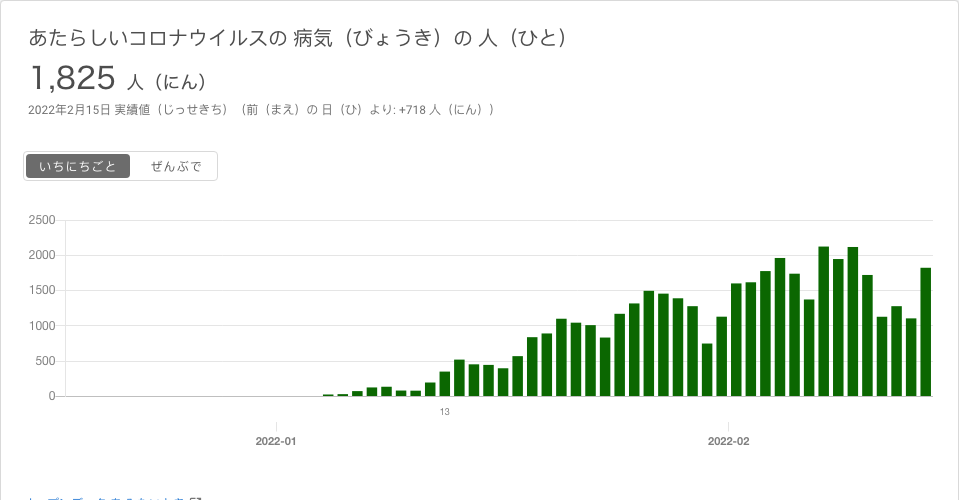 あたらしいコロナウイルスの 病気（びょうき）の 人（ひと）
1,825 人（にん）
2022年2月15日 実績値（じっせきち）（前（まえ）の 日（ひ）より: +718 人（にん））
いちにちごと ぜんぶで
2500
2000
1500
1000
500
0
13
2022-01 2022-02